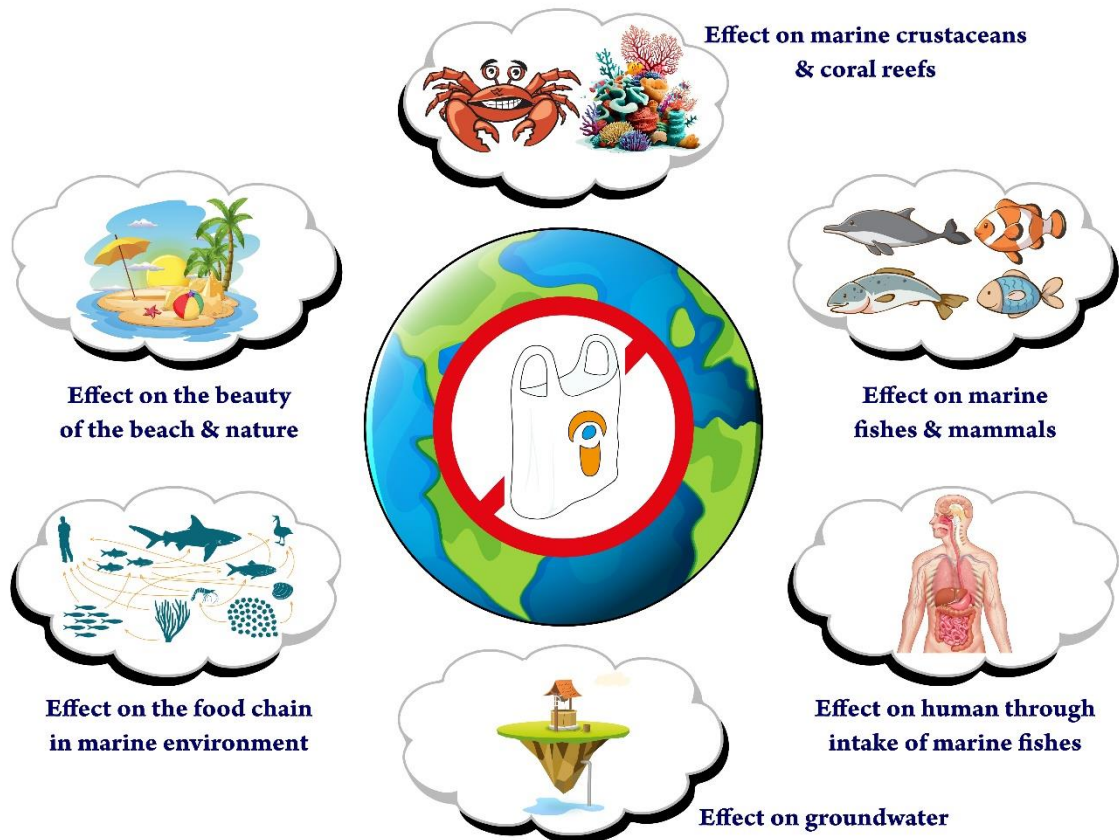 Effect on marine crustaceans
& coral reefs
Effect on the beauty
of the beach & nature
Effect on marine
fishes & mammals
Effect on the food chain
in marine environment
Effect on human through
intake of marine fishes
Effect on groundwater